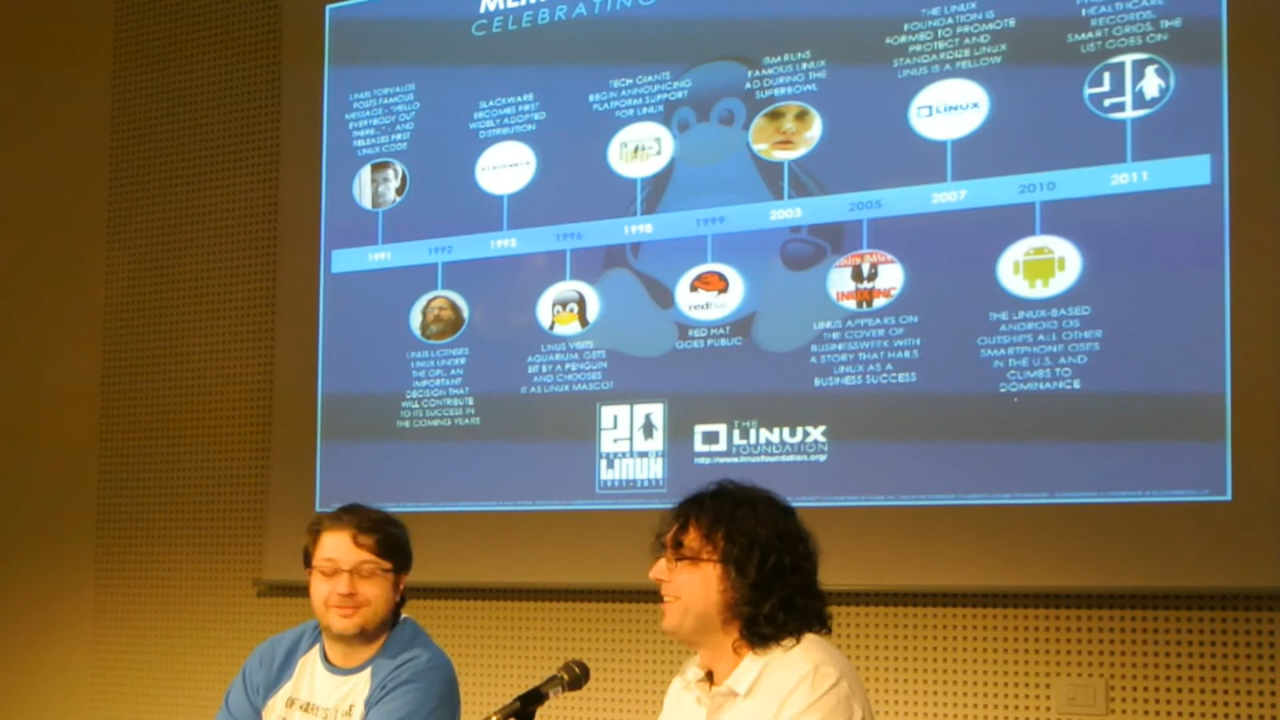 CELEBRATING
LINUS TORVALDS
POSTS FAMOUS
MESSAGE - "HELLO
EVERYBODY OUT
THERE..." - AND
RELEASES FIRST
LINUX CODE
SLACKWARE
BECOMES FIRST
WIDELY ADOPTED
DISTRIBUTION
TECH GIANTS
BEGIN ANNOUNCING
PLATFORM SUPPORT
FOR LINUX
IBM RUNS
FAMOUS LINUX
AD DURING THE
SUPERBOWL
THE LINUX
FOUNDATION IS
FORMED TO PROMOTE
PROTECT AND
STANDARDIZE LINUX
LINUS IS A FELLOW
HEALTHCARE
RECORDS,
SMART GRIDS, THE
LIST GOES ON
LINUX
1991
1992
1993
1996
1998
1999
2003
2005
2007
2010
2011
LINUS LICENSES
LINUX UNDER
THE GPL, AN
IMPORTANT
DECISION THAT
WILL CONTRIBUTE
TO ITS SUCCESS IN
THE COMING YEARS
LINUS VISITS
AQUARIUM, GETS
BIT BY A PENGUIN
AND CHOOSES
IT AS LINUX MASCOT
redhat
RED HAT
GOES PUBLIC
LINUS APPEARS ON
THE COVER OF
BUSINESSWEEK WITH
A STORY THAT HAILS
LINUX AS A
BUSINESS SUCCESS
THE LINUX-BASED
ANDROID OS
OUTSHIPS ALL OTHER
SMARTPHONE OSES
IN THE U.S. AND
CLIMBS TO
DOMINANCE
20
YEARS OF
LINUX
1991-2011
THE
LINUX
FOUNDATION
http://www.linuxfoundation.org/